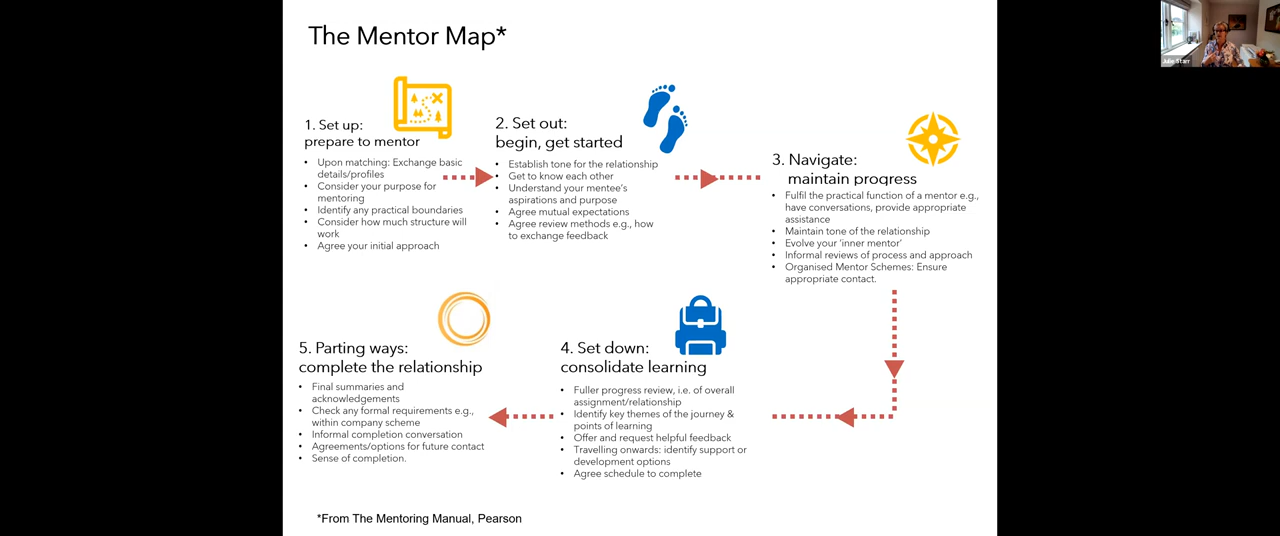 The Mentor Map*
Julie Starr
1. Set up:
prepare to mentor
• Upon matching: Exchange basic
details/profiles
• Consider your purpose for
mentoring
• Identify any practical boundaries
• Consider how much structure will
work
• Agree your initial approach
2. Set out:
begin, get started
• Establish tone for the relationship
• Get to know each other
• Understand your mentee's
aspirations and purpose
• Agree mutual expectations
• Agree review methods e.g., how
to exchange feedback
3. Navigate:
maintain progress
• Fulfil the practical function of a mentor e.g.,
have conversations, provide appropriate
assistance
• Maintain tone of the relationship
• Evolve your 'inner mentor'
• Informal reviews of process and approach
• Organised Mentor Schemes: Ensure
appropriate contact.
4. Set down:
consolidate learning
• Fuller progress review, i.e. of overall
assignment/relationship
• Identify key themes of the journey &
points of learning
• Offer and request helpful feedback
• Travelling onwards: identify support or
development options
• Agree schedule to complete
5. Parting ways:
complete the relationship
• Final summaries and
acknowledgements
• Check any formal requirements e.g.,
within company scheme
• Informal completion conversation
• Agreements/options for future contact
• Sense of completion.
*From The Mentoring Manual, Pearson